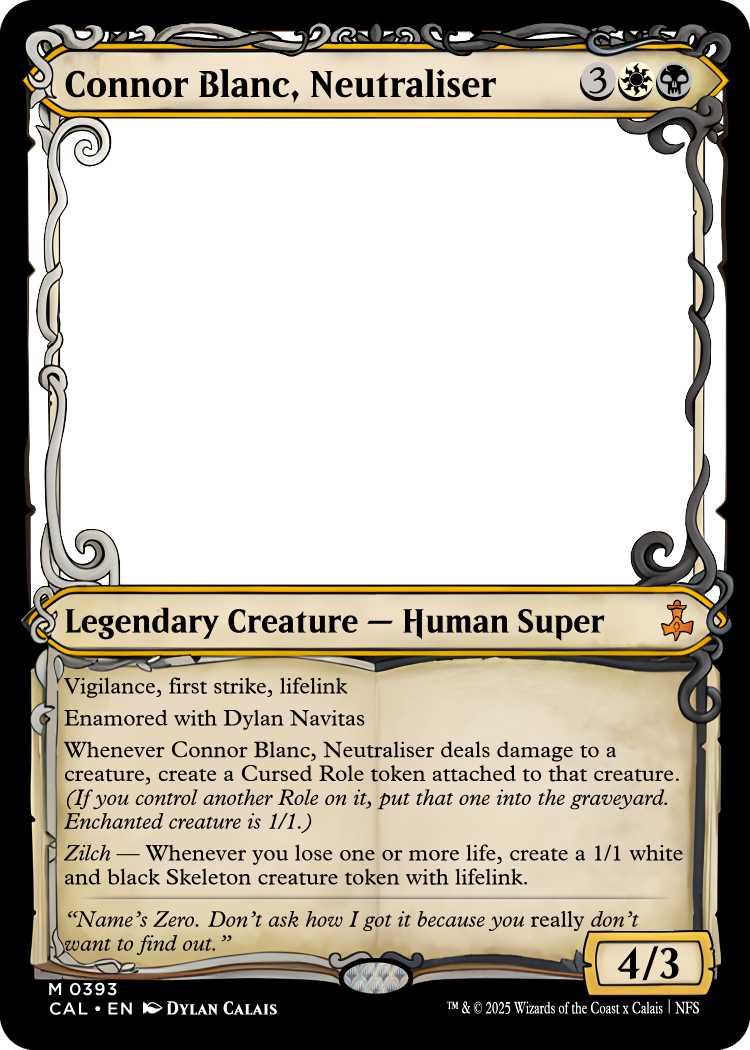 Connor Blanc, Neutraliser 3
Legendary Creature — Human Super
Vigilance, first strike, lifelink
Enamored with Dylan Navitas
Whenever Connor Blanc, Neutraliser deals damage to a
creature, create a Cursed Role token attached to that creature.
(If you control another Role on it, put that one into the graveyard.
Enchanted creature is 1/1.)
Zilch — Whenever you lose one or more life, create a 1/1 white
and black Skeleton creature token with lifelink.
“Name’s Zero. Don’t ask how I got it because you really don’t
want to find out.”
4/3
M 0393
CAL • EN DYLAN CALAIS
™ & © 2025 Wizards of the Coast x Calais | NFS